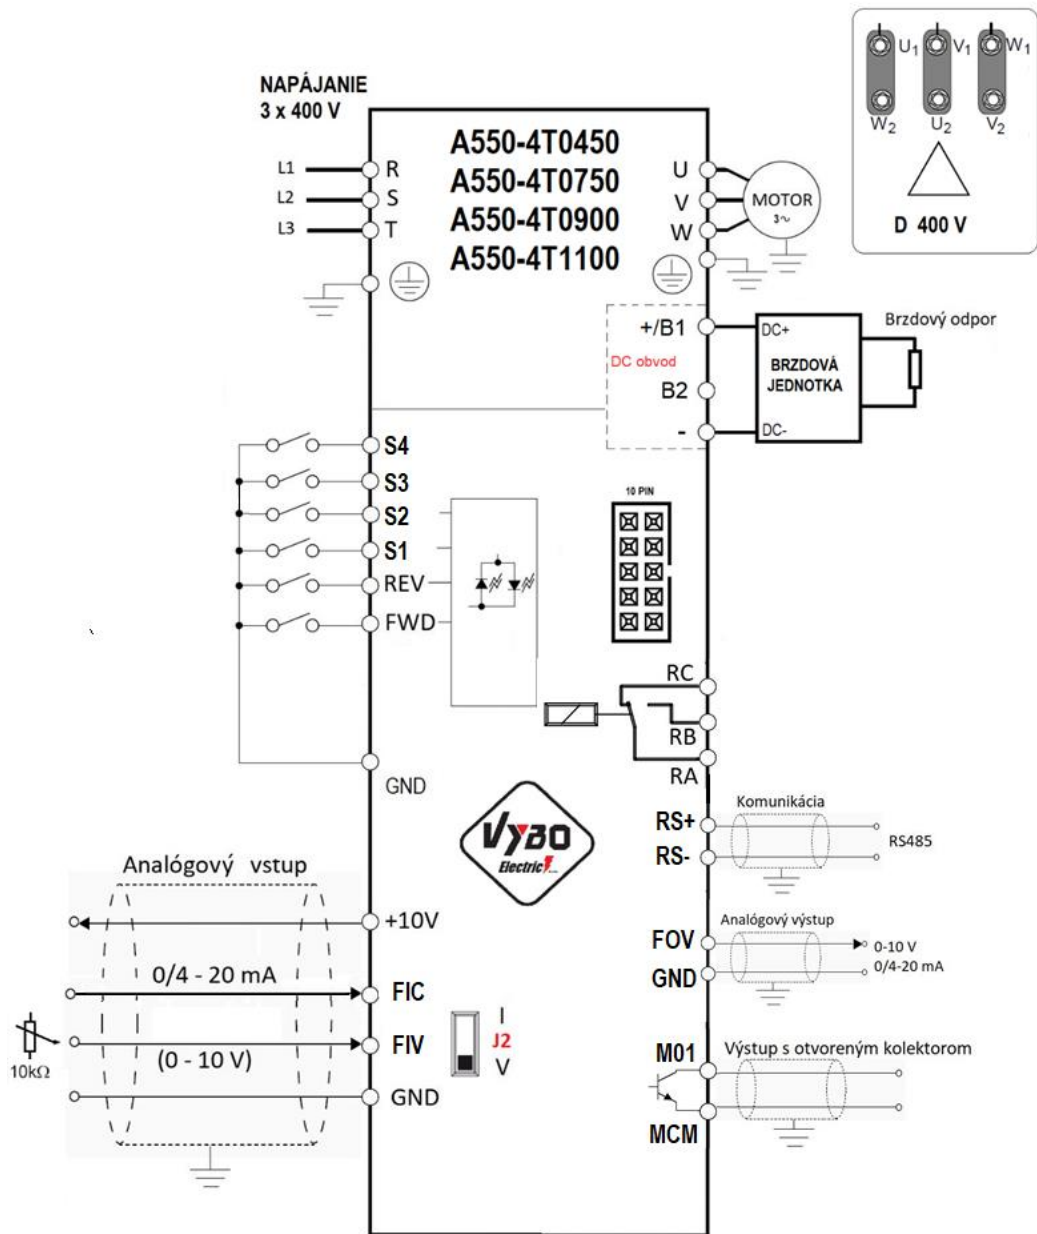 NAPÁJANIE
3 x 400 V
A550-4T0450
A550-4T0750
A550-4T0900
A550-4T1100
L1
R
L2
S
L3
T
U
V
W
MOTOR
3~
U1
V1
W1
W2
U2
V2
D 400 V
+/B1
DC obvod
B2
-
DC+
BRZDOVÁ
JEDNOTKA
DC-
Brzdový odpor
S4
S3
S2
S1
REV
FWD
GND
10 PIN
RC
RB
RA
VYBO
Electric
Komunikácia
RS+
RS-
RS485
Analógový výstup
FOV
GND
0-10 V
0/4-20 mA
Výstup s otvoreným kolektorom
M01
MCM
Analógový vstup
+10V
0/4 - 20 mA
FIC
FIV
(0 - 10 V)
10kΩ
GND
I
J2
V